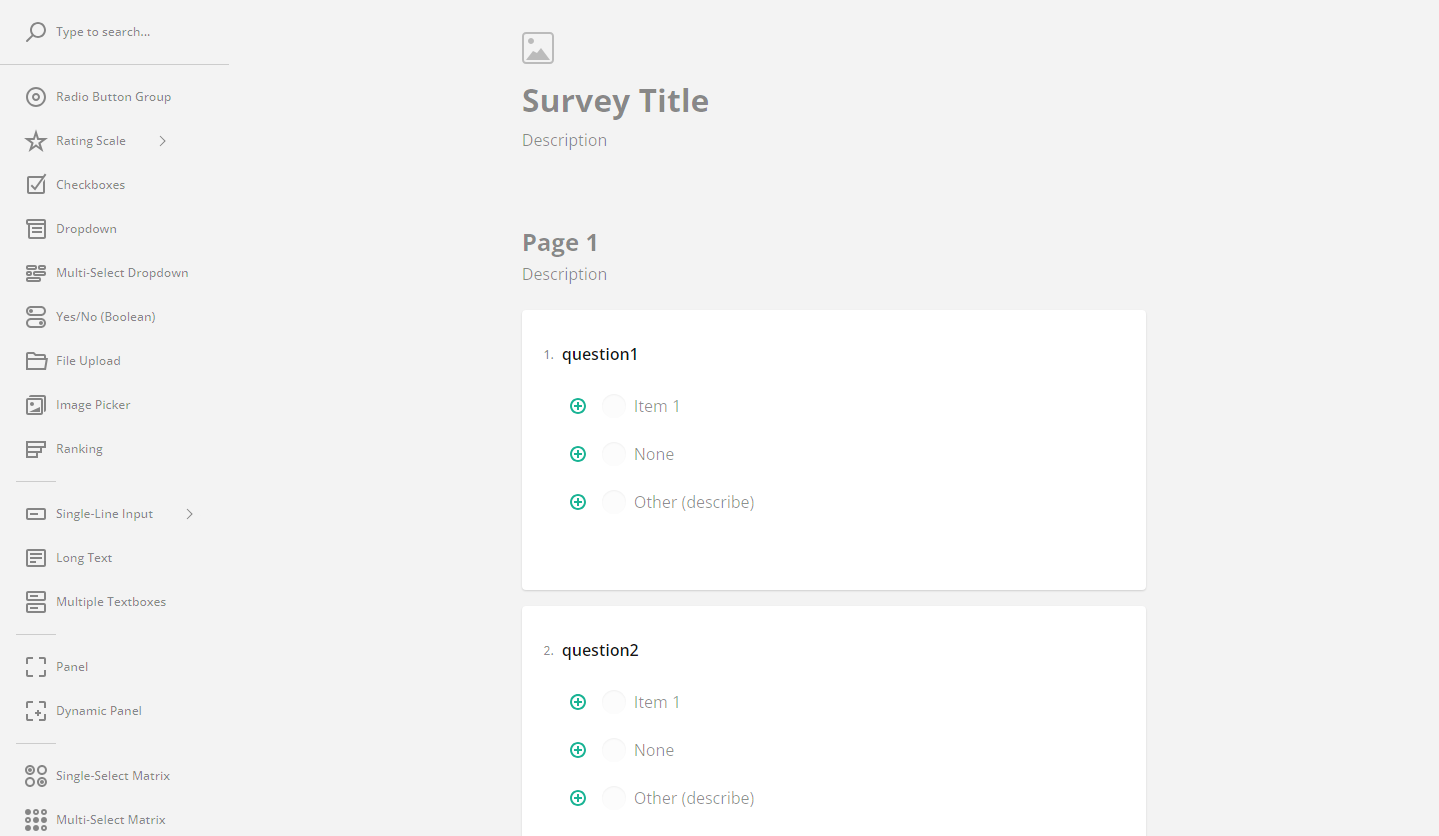 Type to search...
Radio Button Group
Rating Scale
Checkboxes
Dropdown
Multi-Select Dropdown
Yes/No (Boolean)
File Upload
Image Picker
Ranking
Single-Line Input
Long Text
Multiple Textboxes
Panel
Dynamic Panel
Single-Select Matrix
Multi-Select Matrix
Survey Title
Description
Page 1
Description
1. question1
Item 1
None
Other (describe)
2. question2
Item 1
None
Other (describe)